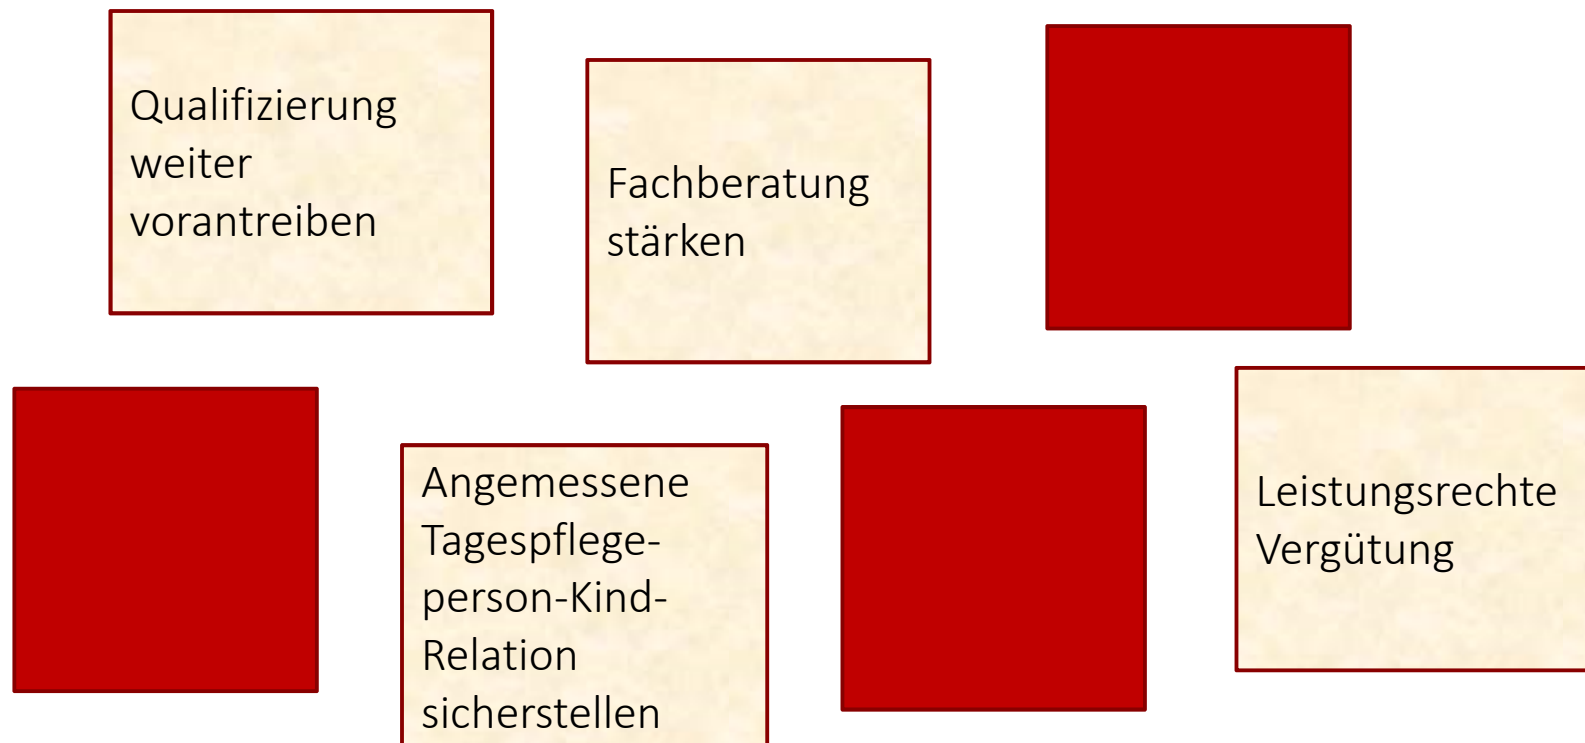 Qualifizierung
weiter
vorantreiben
Fachberatung
stärken
Angemessene
Tagespflege-
person-Kind-
Relation
sicherstellen
Leistungsrechte
Vergütung